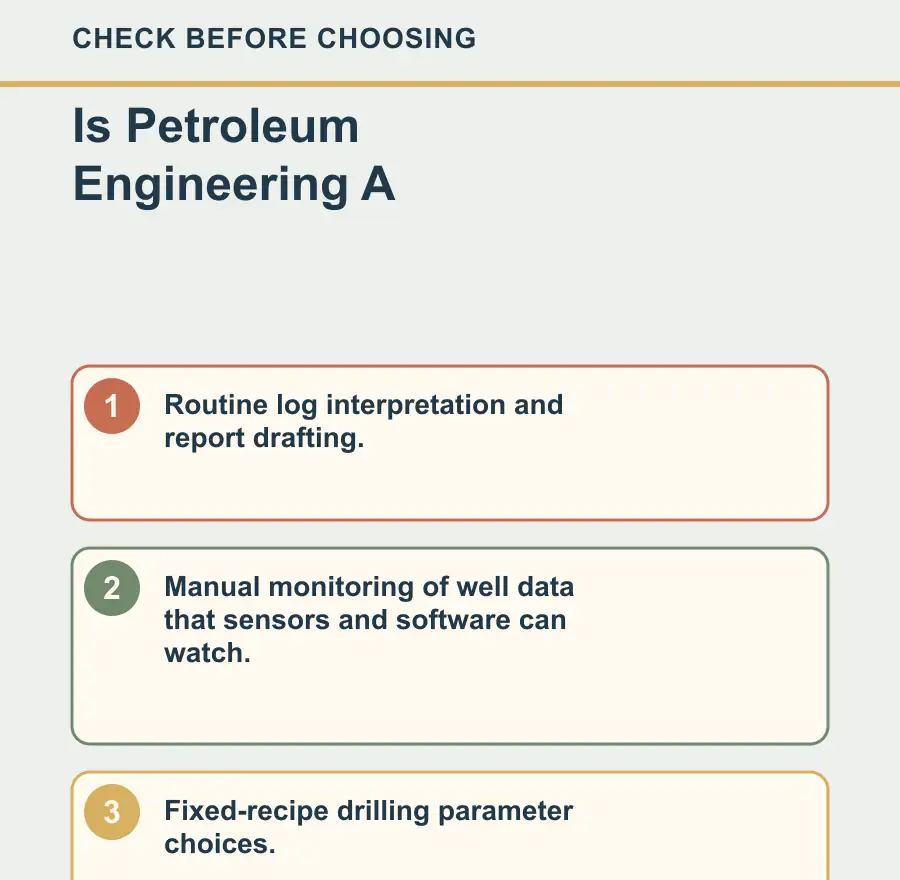 CHECK BEFORE CHOOSING
Is Petroleum
Engineering A
1
Routine log interpretation and
report drafting.
2
Manual monitoring of well data
that sensors and software can
watch.
3
Fixed-recipe drilling parameter
choices.